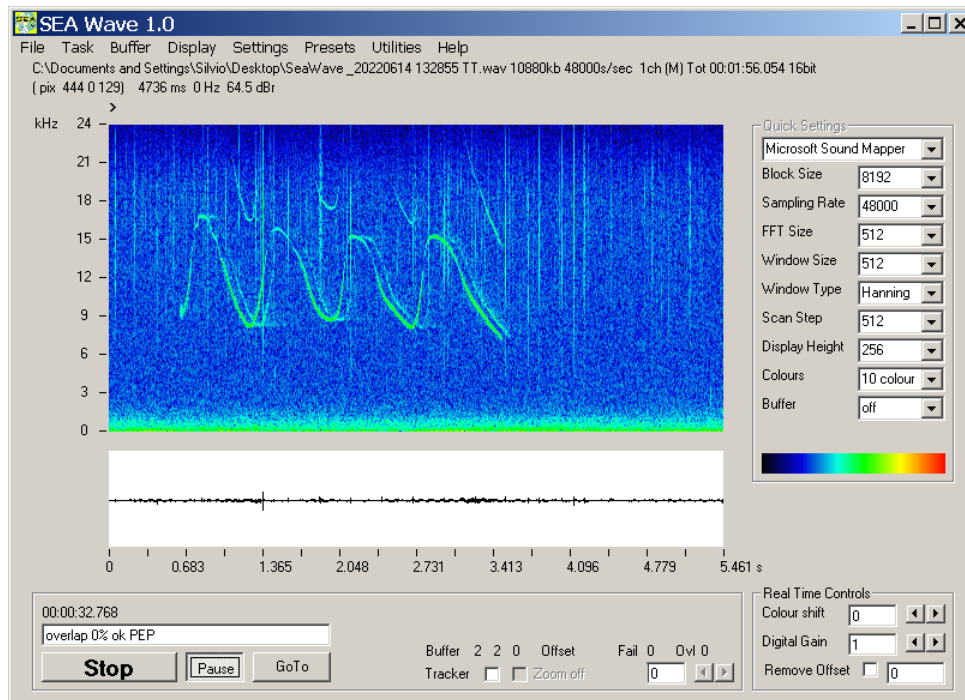 SEA Wave 1.0
File Task Buffer Display Settings Presets Utilities Help
C:\Documents and Settings\Silvio\Desktop\SeaWave _20220614 132855 TT.wav 10880kb 48000s/sec 1ch (M) Tot 00:01:56.054 16bit
( pix 444 0 129) 4736 ms 0 Hz 64.5 dBr
>
kHz
24
21
18
15
12
9
6
3
0
0 0.683 1.365 2.048 2.731 3.413 4.096 4.779 5.461 s
Quick Settings
Microsoft Sound Mapper
Block Size 8192
Sampling Rate 48000
FFT Size 512
Window Size 512
Window Type Hanning
Scan Step 512
Display Height 256
Colours 10 colour
Buffer off
00:00:32.768
overlap 0% ok PEP
Stop Pause GoTo
Buffer 2 2 0 Offset Fail 0 Ovl 0
Tracker Zoom off 0
Real Time Controls
Colour shift 0
Digital Gain 1
Remove Offset 0